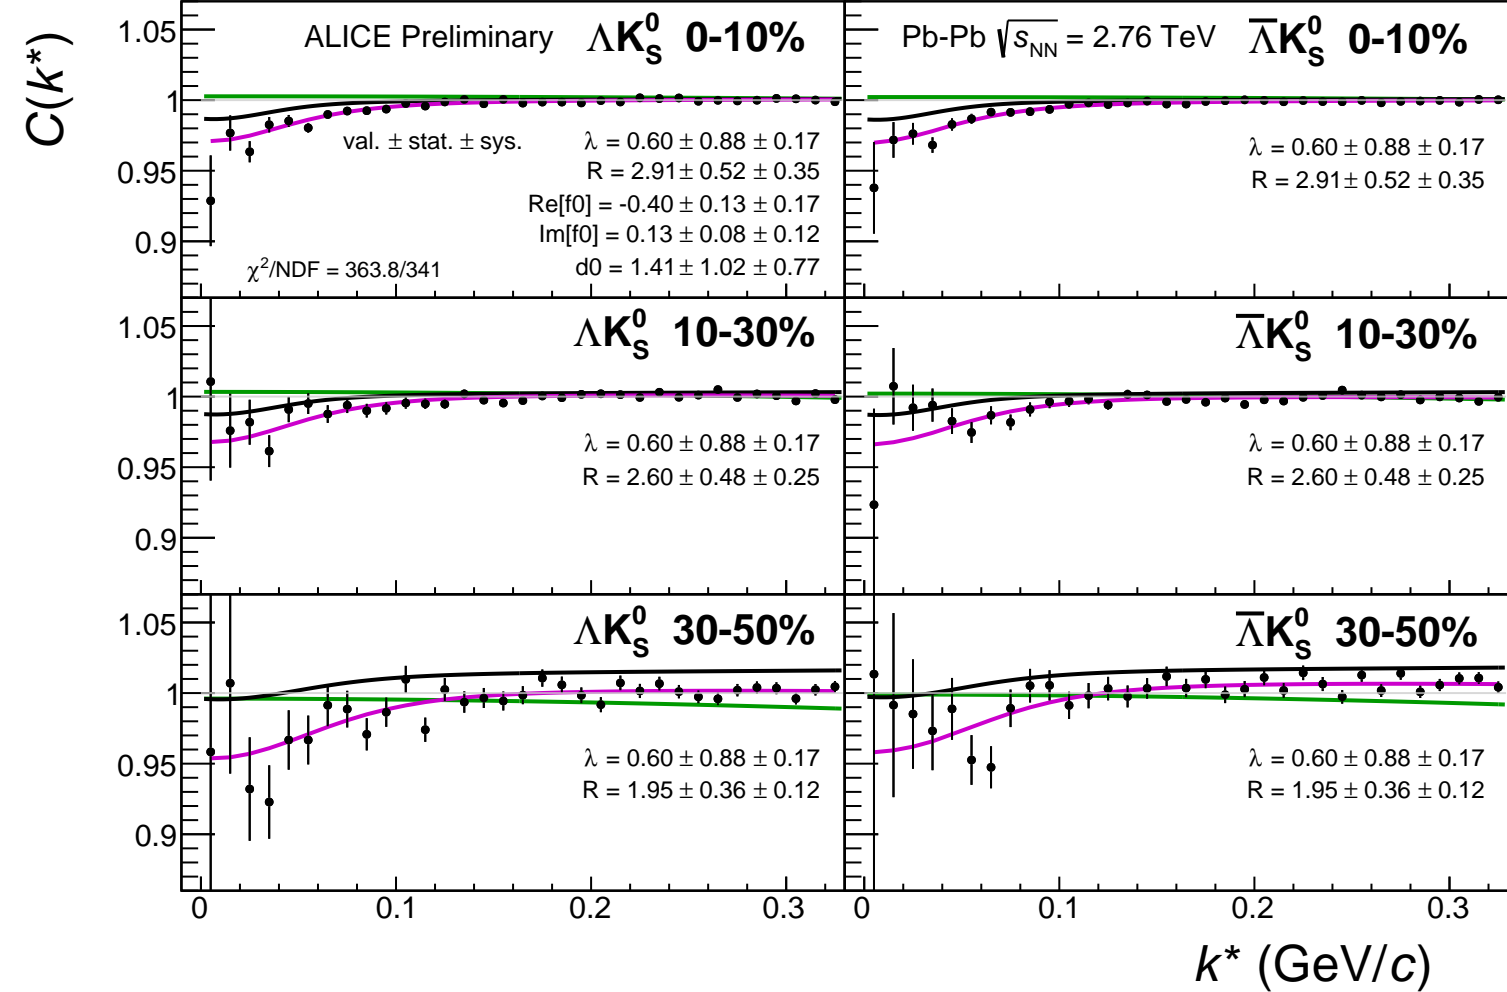 C(k*)
ALICE Preliminary ΛK⁰_S 0-10%
val. ± stat. ± sys.
λ = 0.60 ± 0.88 ± 0.17
R = 2.91 ± 0.52 ± 0.35
Re[f0] = -0.40 ± 0.13 ± 0.17
Im[f0] = 0.13 ± 0.08 ± 0.12
χ²/NDF = 363.8/341
d0 = 1.41 ± 1.02 ± 0.77
1.05
1
0.95
0.9
Pb-Pb √s_NN = 2.76 TeV Λ̅K⁰_S 0-10%
λ = 0.60 ± 0.88 ± 0.17
R = 2.91 ± 0.52 ± 0.35
ΛK⁰_S 10-30%
λ = 0.60 ± 0.88 ± 0.17
R = 2.60 ± 0.48 ± 0.25
1.05
1
0.95
0.9
Λ̅K⁰_S 10-30%
λ = 0.60 ± 0.88 ± 0.17
R = 2.60 ± 0.48 ± 0.25
ΛK⁰_S 30-50%
λ = 0.60 ± 0.88 ± 0.17
R = 1.95 ± 0.36 ± 0.12
1.05
1
0.95
0.9
Λ̅K⁰_S 30-50%
λ = 0.60 ± 0.88 ± 0.17
R = 1.95 ± 0.36 ± 0.12
0 0.1 0.2 0.3
0 0.1 0.2 0.3
k* (GeV/c)